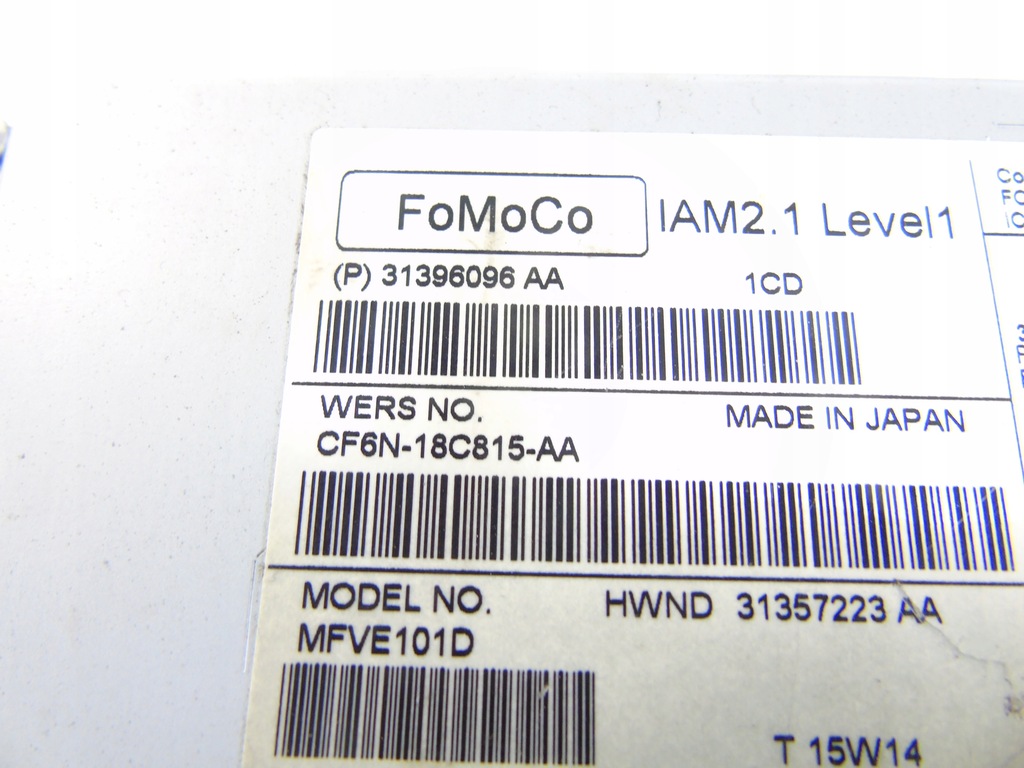 FoMoCo IAM2.1 Level1
(P) 31396096 AA 1CD
WERS NO. MADE IN JAPAN
CF6N-18C815-AA
MODEL NO. HWND 31357223 AA
MFVE101D
T 15W14